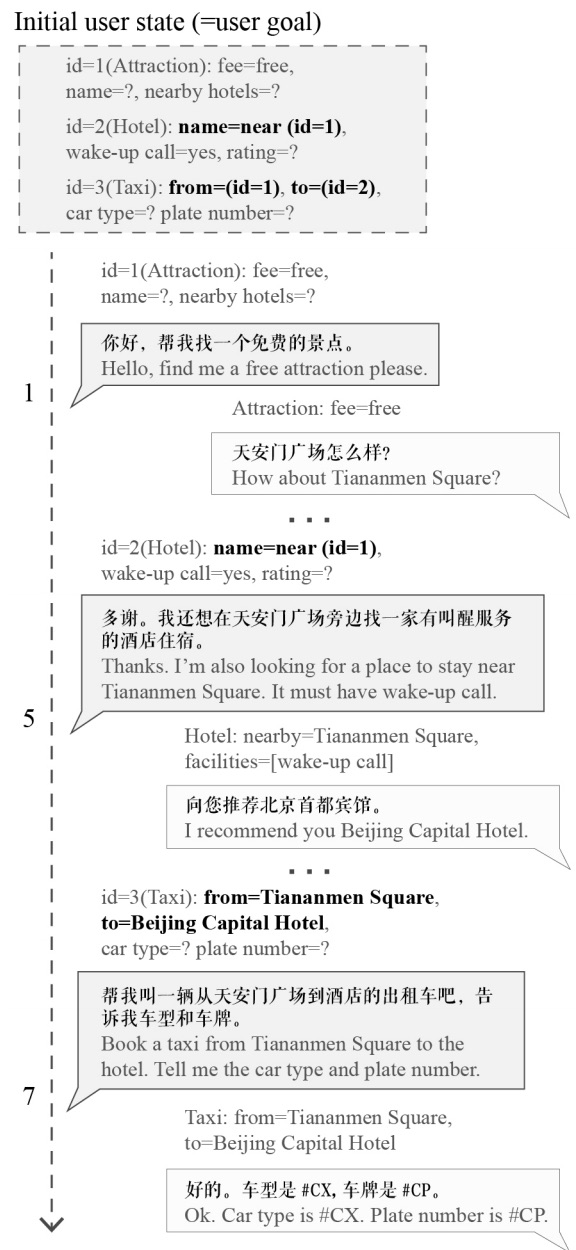 Initial user state (=user goal)
id=1(Attraction): fee=free,
name=?, nearby hotels=?
id=2(Hotel): name=near (id=1),
wake-up call=yes, rating=?
id=3(Taxi): from=(id=1), to=(id=2),
car type=? plate number=?
id=1(Attraction): fee=free,
name=?, nearby hotels=?
1
你好，帮我找一个免费的景点。
Hello, find me a free attraction please.
Attraction: fee=free
天安门广场怎么样?
How about Tiananmen Square?
...
id=2(Hotel): name=near (id=1),
wake-up call=yes, rating=?
5
多谢。我还想在天安门广场旁边找一家有叫醒服务
的酒店住宿。
Thanks. I’m also looking for a place to stay near
Tiananmen Square. It must have wake-up call.
Hotel: nearby=Tiananmen Square,
facilities=[wake-up call]
向您推荐北京首都宾馆。
I recommend you Beijing Capital Hotel.
...
id=3(Taxi): from=Tiananmen Square,
to=Beijing Capital Hotel,
car type=? plate number=?
7
帮我叫一辆从天安门广场到酒店的出租车吧，告
诉我车型和车牌。
Book a taxi from Tiananmen Square to the
hotel. Tell me the car type and plate number.
Taxi: from=Tiananmen Square,
to=Beijing Capital Hotel
好的。车型是 #CX, 车牌是 #CP。
Ok. Car type is #CX. Plate number is #CP.